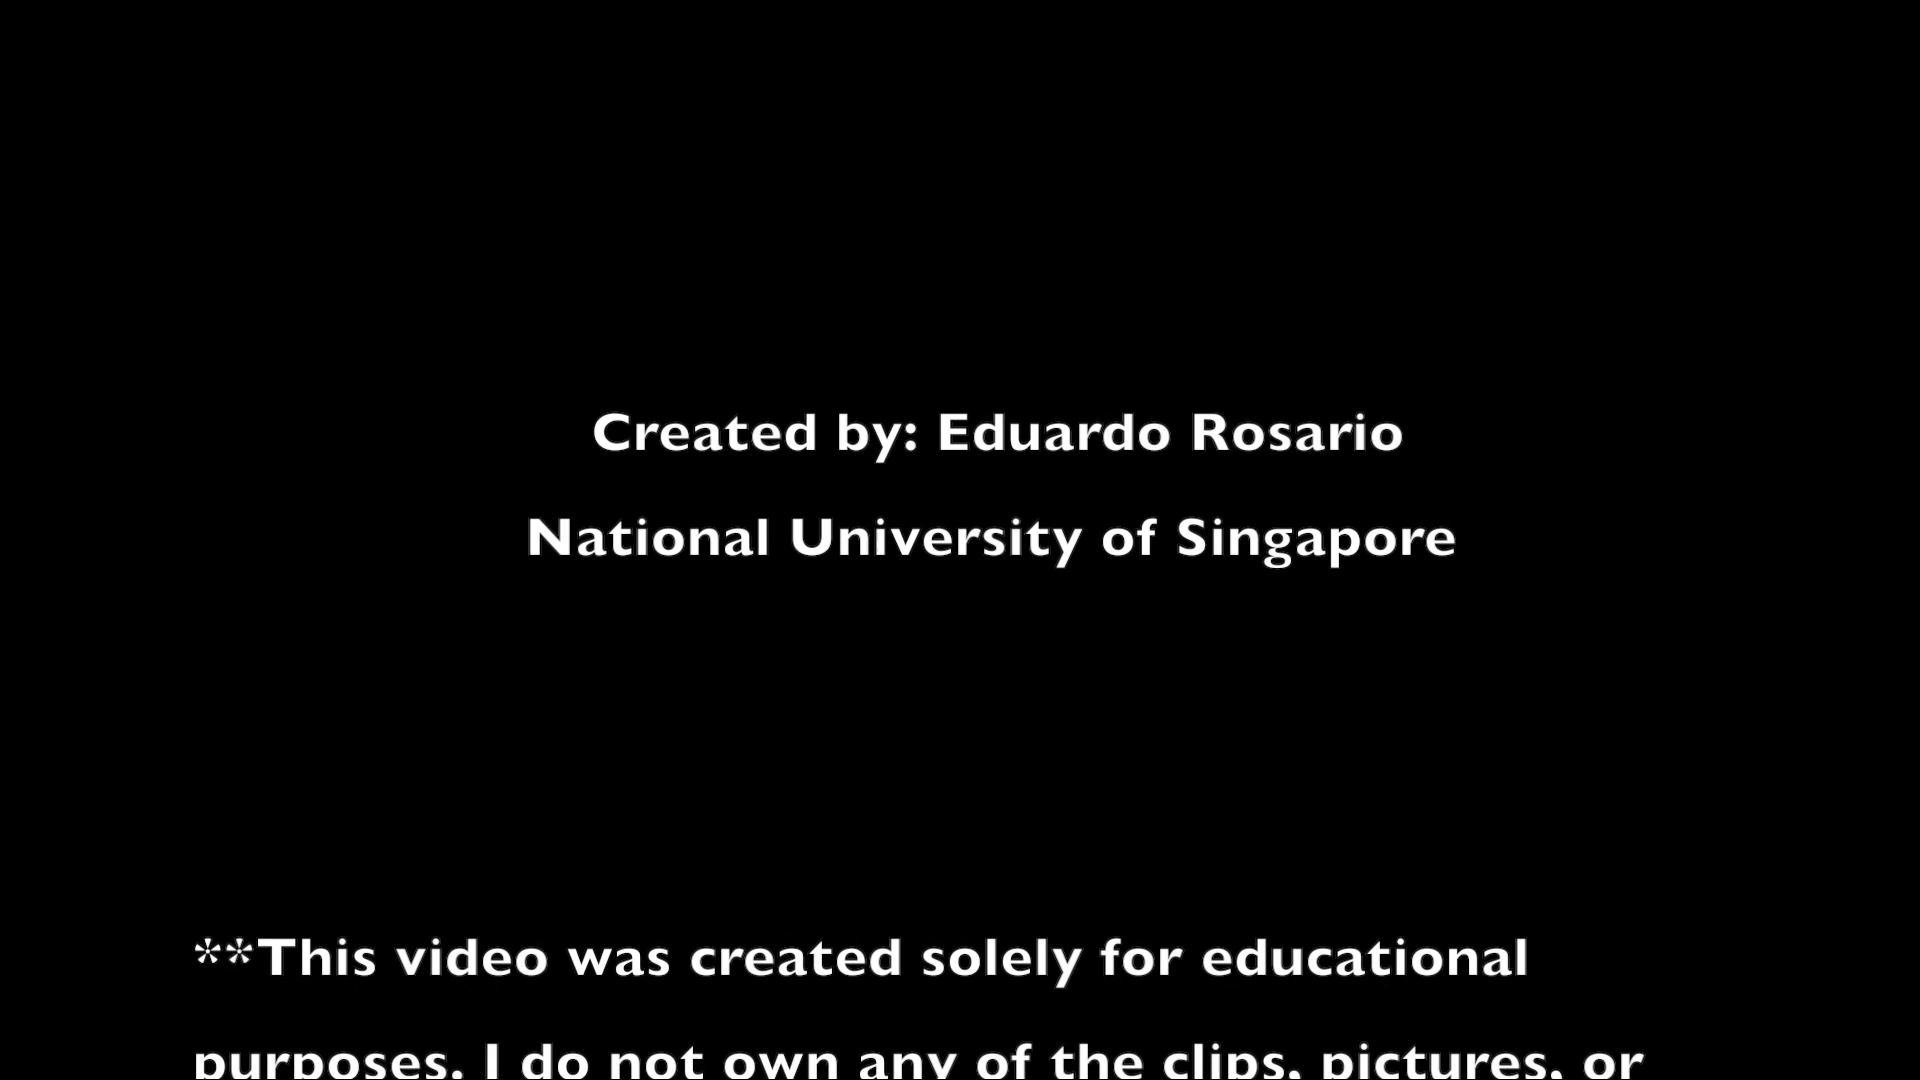 Created by: Eduardo Rosario
National University of Singapore
**This video was created solely for educational
purposes. I do not own any of the clips, pictures, or